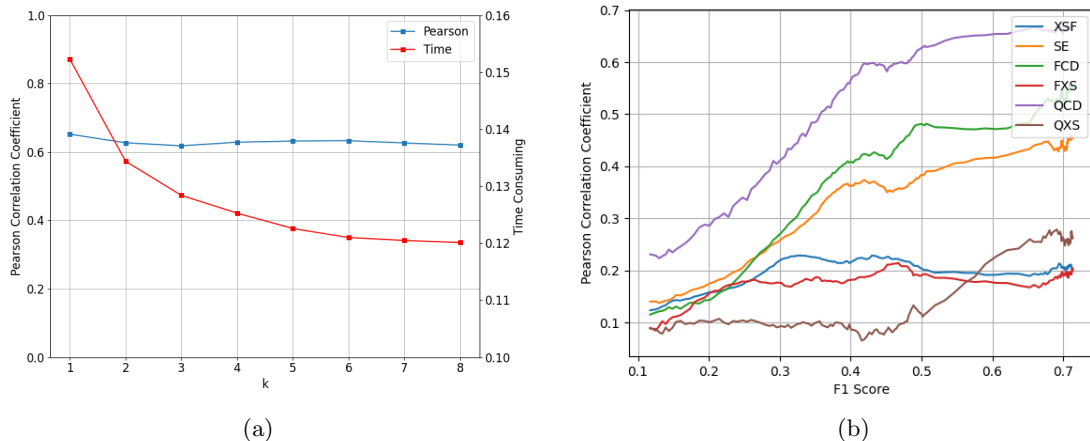 1.0
0.8
0.6
0.4
0.2
0.0
Pearson Correlation Coefficient
Pearson
Time
0.16
0.15
0.14
0.13
0.12
0.11
0.10
Time Consuming
1 2 3 4 5 6 7 8
k
(a)
0.7
0.6
0.5
0.4
0.3
0.2
0.1
Pearson Correlation Coefficient
XSF
SE
FCD
FXS
QCD
QXS
0.1 0.2 0.3 0.4 0.5 0.6 0.7
F1 Score
(b)